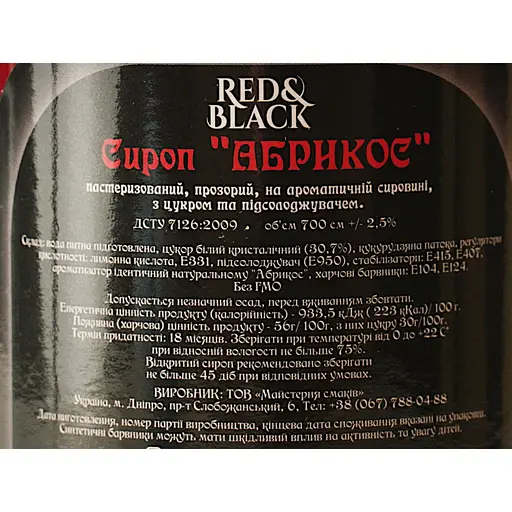 RED&
BLACK
Сироп "АБРИКОС"
пастеризований, прозорий, на ароматичній сировині,
з цукром та підсолоджувачем.
ДСТУ 7126:2009 . об'єм 700 см +/- 2,5%
Склад: вода питна підготовлена, цукор білий кристалічний (30,7%), кукурудзяна патока, регулятори
кислотності: лимонна кислота, Е331, підсолоджувач (Е950), стабілізатори: Е415, Е407,
ароматизатор ідентичний натуральному "Абрикос", харчові барвники: Е104, Е124.
Без ГМО
Допускається незначний осад, перед вживанням збовтати.
Енергетична цінність продукту (калорійність) - 933,5 кДж ( 223 кКал)/ 100 г.
Поживна (харчова) цінність продукту - 56г/ 100г, з них цукру 30г/100г.
Термін придатності: 18 місяців. Зберігати при температурі від 0 до +22 С°
при відносній вологості не більше 75%.
Відкритий сироп рекомендовано зберігати
не більше 45 діб при відповідних умовах.
ВИРОБНИК: ТОВ «Майстерня смаків»
Україна, м. Дніпро, пр-т Слобожанський, 6, Тел: +38 (067) 788-04-88
Дата виготовлення, номер партії виробництва, кінцева дата споживання вказані на упаковці.
Синтетичні барвники можуть мати шкідливий вплив на активність та увагу дітей.